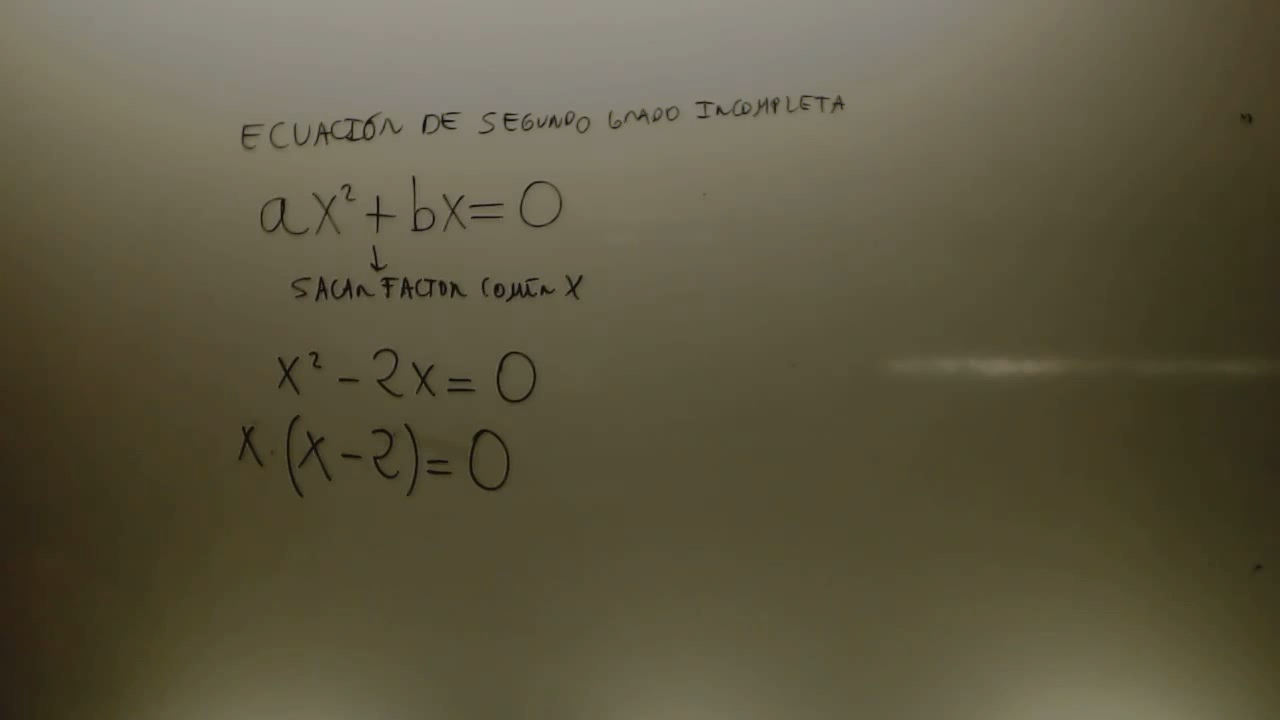 ECUACIÓN DE SEGUNDO GRADO INCOMPLETA
ax² + bx = 0
↓
SACAR FACTOR COMÚN X
x² - 2x = 0
x · (x - 2) = 0